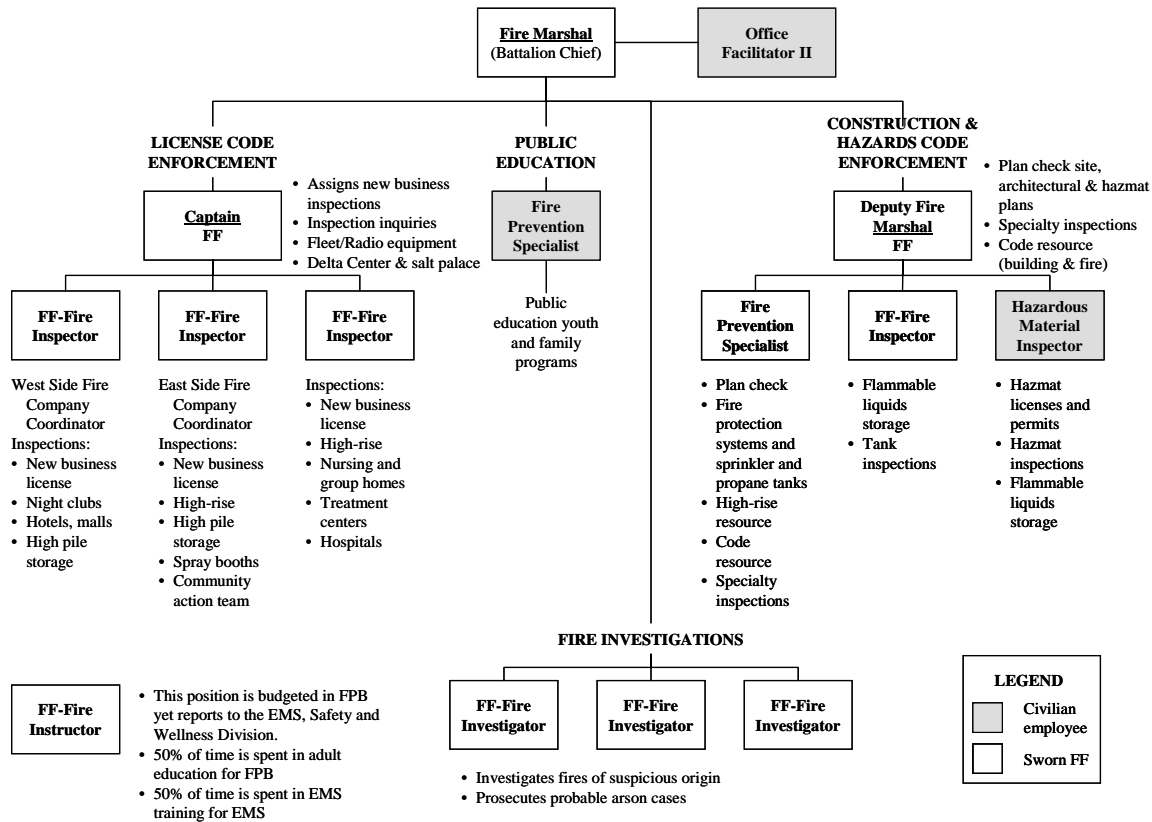 Fire Marshal
(Battalion Chief)
Office
Facilitator II
LICENSE CODE
ENFORCEMENT
PUBLIC
EDUCATION
CONSTRUCTION &
HAZARDS CODE
ENFORCEMENT
Captain
FF
• Assigns new business
inspections
• Inspection inquiries
• Fleet/Radio equipment
• Delta Center & salt palace
Fire
Prevention
Specialist
Deputy Fire
Marshal
FF
• Plan check site,
architectural & hazmat
plans
• Specialty inspections
• Code resource
(building & fire)
FF-Fire
Inspector
FF-Fire
Inspector
FF-Fire
Inspector
Public
education youth
and family
programs
Fire
Prevention
Specialist
FF-Fire
Inspector
Hazardous
Material
Inspector
West Side Fire
Company
Coordinator
Inspections:
• New business
license
• Night clubs
• Hotels, malls
• High pile
storage
East Side Fire
Company
Coordinator
Inspections:
• New business
license
• High-rise
• High pile
storage
• Spray booths
• Community
action team
Inspections:
• New business
license
• High-rise
• Nursing and
group homes
• Treatment
centers
• Hospitals
• Plan check
• Fire
protection
systems and
sprinkler and
propane tanks
• High-rise
resource
• Code
resource
• Specialty
inspections
• Flammable
liquids
storage
• Tank
inspections
• Hazmat
licenses and
permits
• Hazmat
inspections
• Flammable
liquids
storage
FIRE INVESTIGATIONS
FF-Fire
Instructor
• This position is budgeted in FPB
yet reports to the EMS, Safety and
Wellness Division.
• 50% of time is spent in adult
education for FPB
• 50% of time is spent in EMS
training for EMS
FF-Fire
Investigator
FF-Fire
Investigator
FF-Fire
Investigator
• Investigates fires of suspicious origin
• Prosecutes probable arson cases
LEGEND
Civilian
employee
Sworn FF